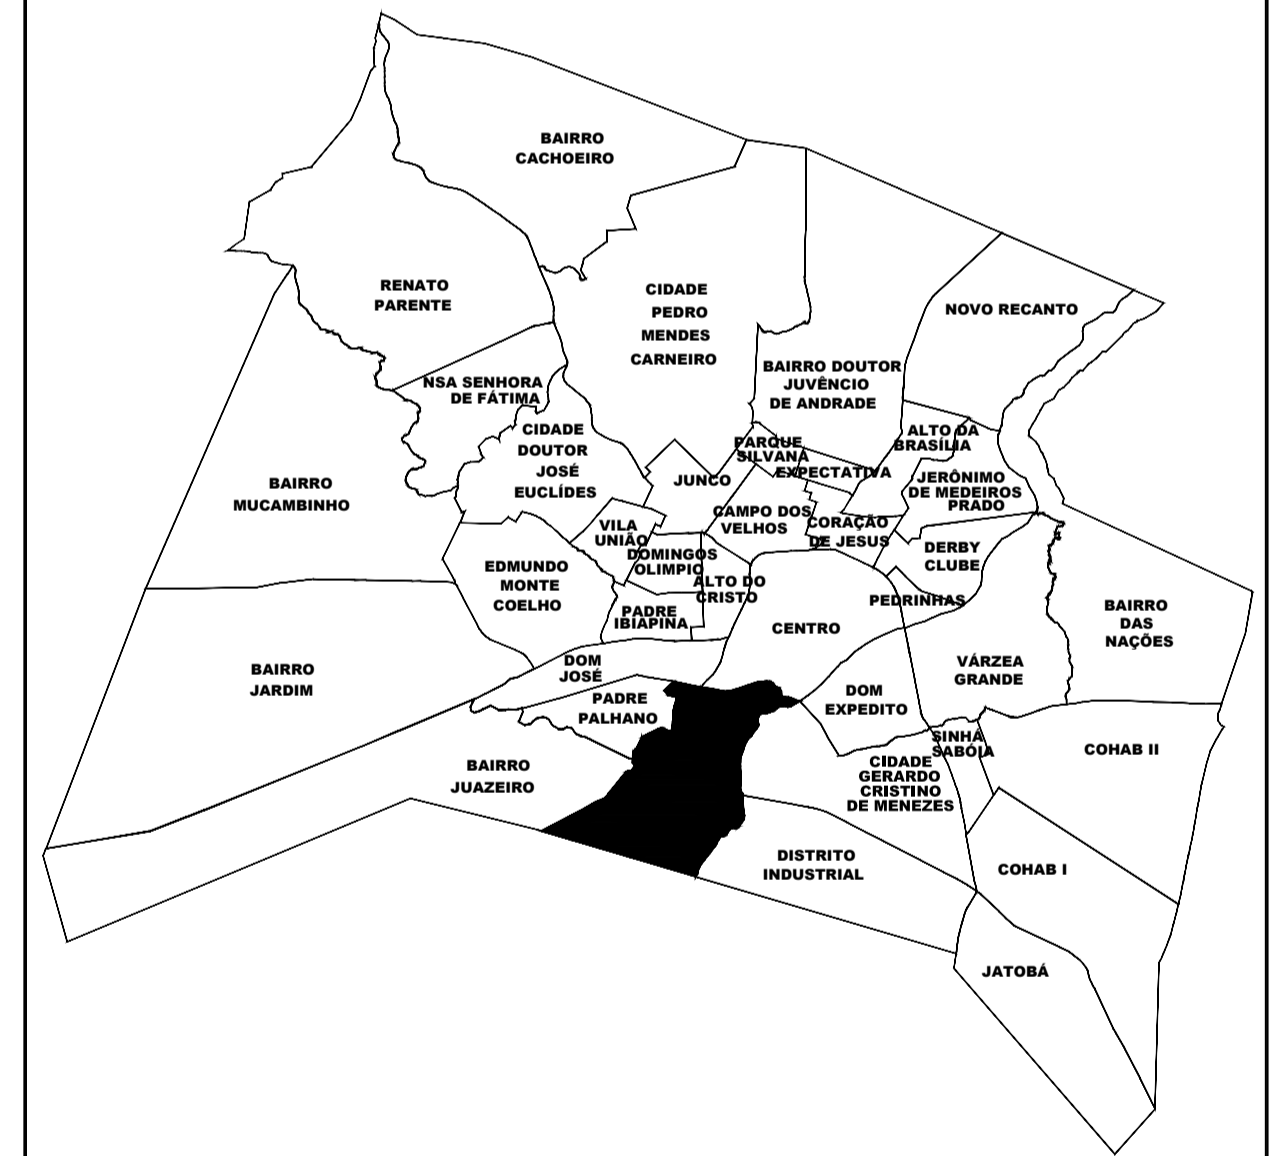 BAIRRO
CACHOEIRO
RENATO
PARENTE
CIDADE
PEDRO
MENDES
CARNEIRO
NOVO RECANTO
BAIRRO DOUTOR
JUVÊNCIO
DE ANDRADE
NSA SENHORA
DE FÁTIMA
CIDADE
DOUTOR
JOSÉ
EUCLÍDES
PARQUE
SILVANA
EXPECTATIVA
ALTO DA
BRASÍLIA
JUNCO
JERÔNIMO
DE MEDEIROS
PRADO
BAIRRO
MUCAMBINHO
CAMPO DOS
VELHOS
CORAÇÃO
DE JESUS
VILA
UNIÃO
DOMINGOS
OLIMPIO
DERBY
CLUBE
EDMUNDO
MONTE
COELHO
ALTO DO
CRISTO
PEDRINHAS
PADRE
IBIAPINA
BAIRRO
DAS
NAÇÕES
CENTRO
BAIRRO
JARDIM
DOM
JOSÉ
VÁRZEA
GRANDE
PADRE
PALHANO
DOM
EXPEDITO
SINHÁ
SABÓIA
COHAB II
BAIRRO
JUAZEIRO
CIDADE
GERARDO
CRISTINO
DE MENEZES
DISTRITO
INDUSTRIAL
COHAB I
JATOBÁ